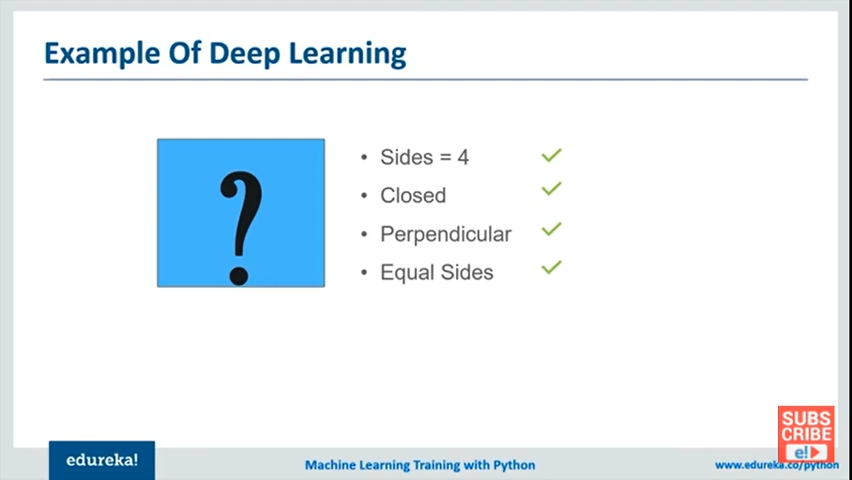 Example Of Deep Learning
?
• Sides = 4
• Closed
• Perpendicular
• Equal Sides
SUBS
CRIBE
e!
edureka!
Machine Learning Training with Python
www.edureka.co/python